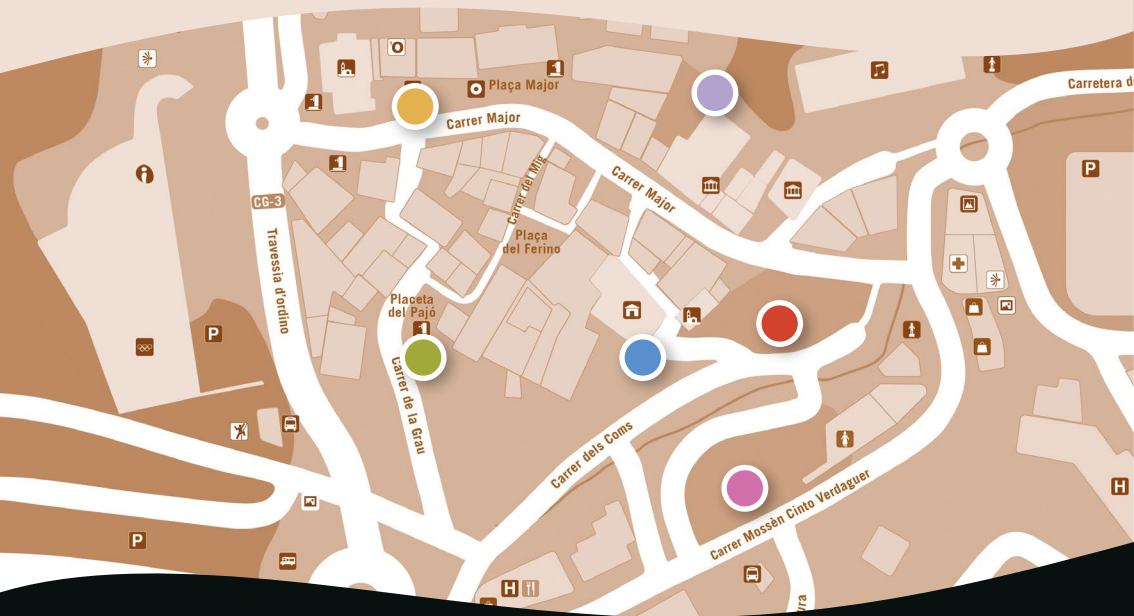 Plaça Major
Carretera d
Carrer Major
P
Carrer del Mig
Carrer Major
CG-3
Plaça
del Ferino
Travessia d'ordino
Placeta
del Pajó
P
Carrer de la Grau
Carrer dels Coms
H
Carrer Mossèn Cinto Verdaguer
P
H
ura